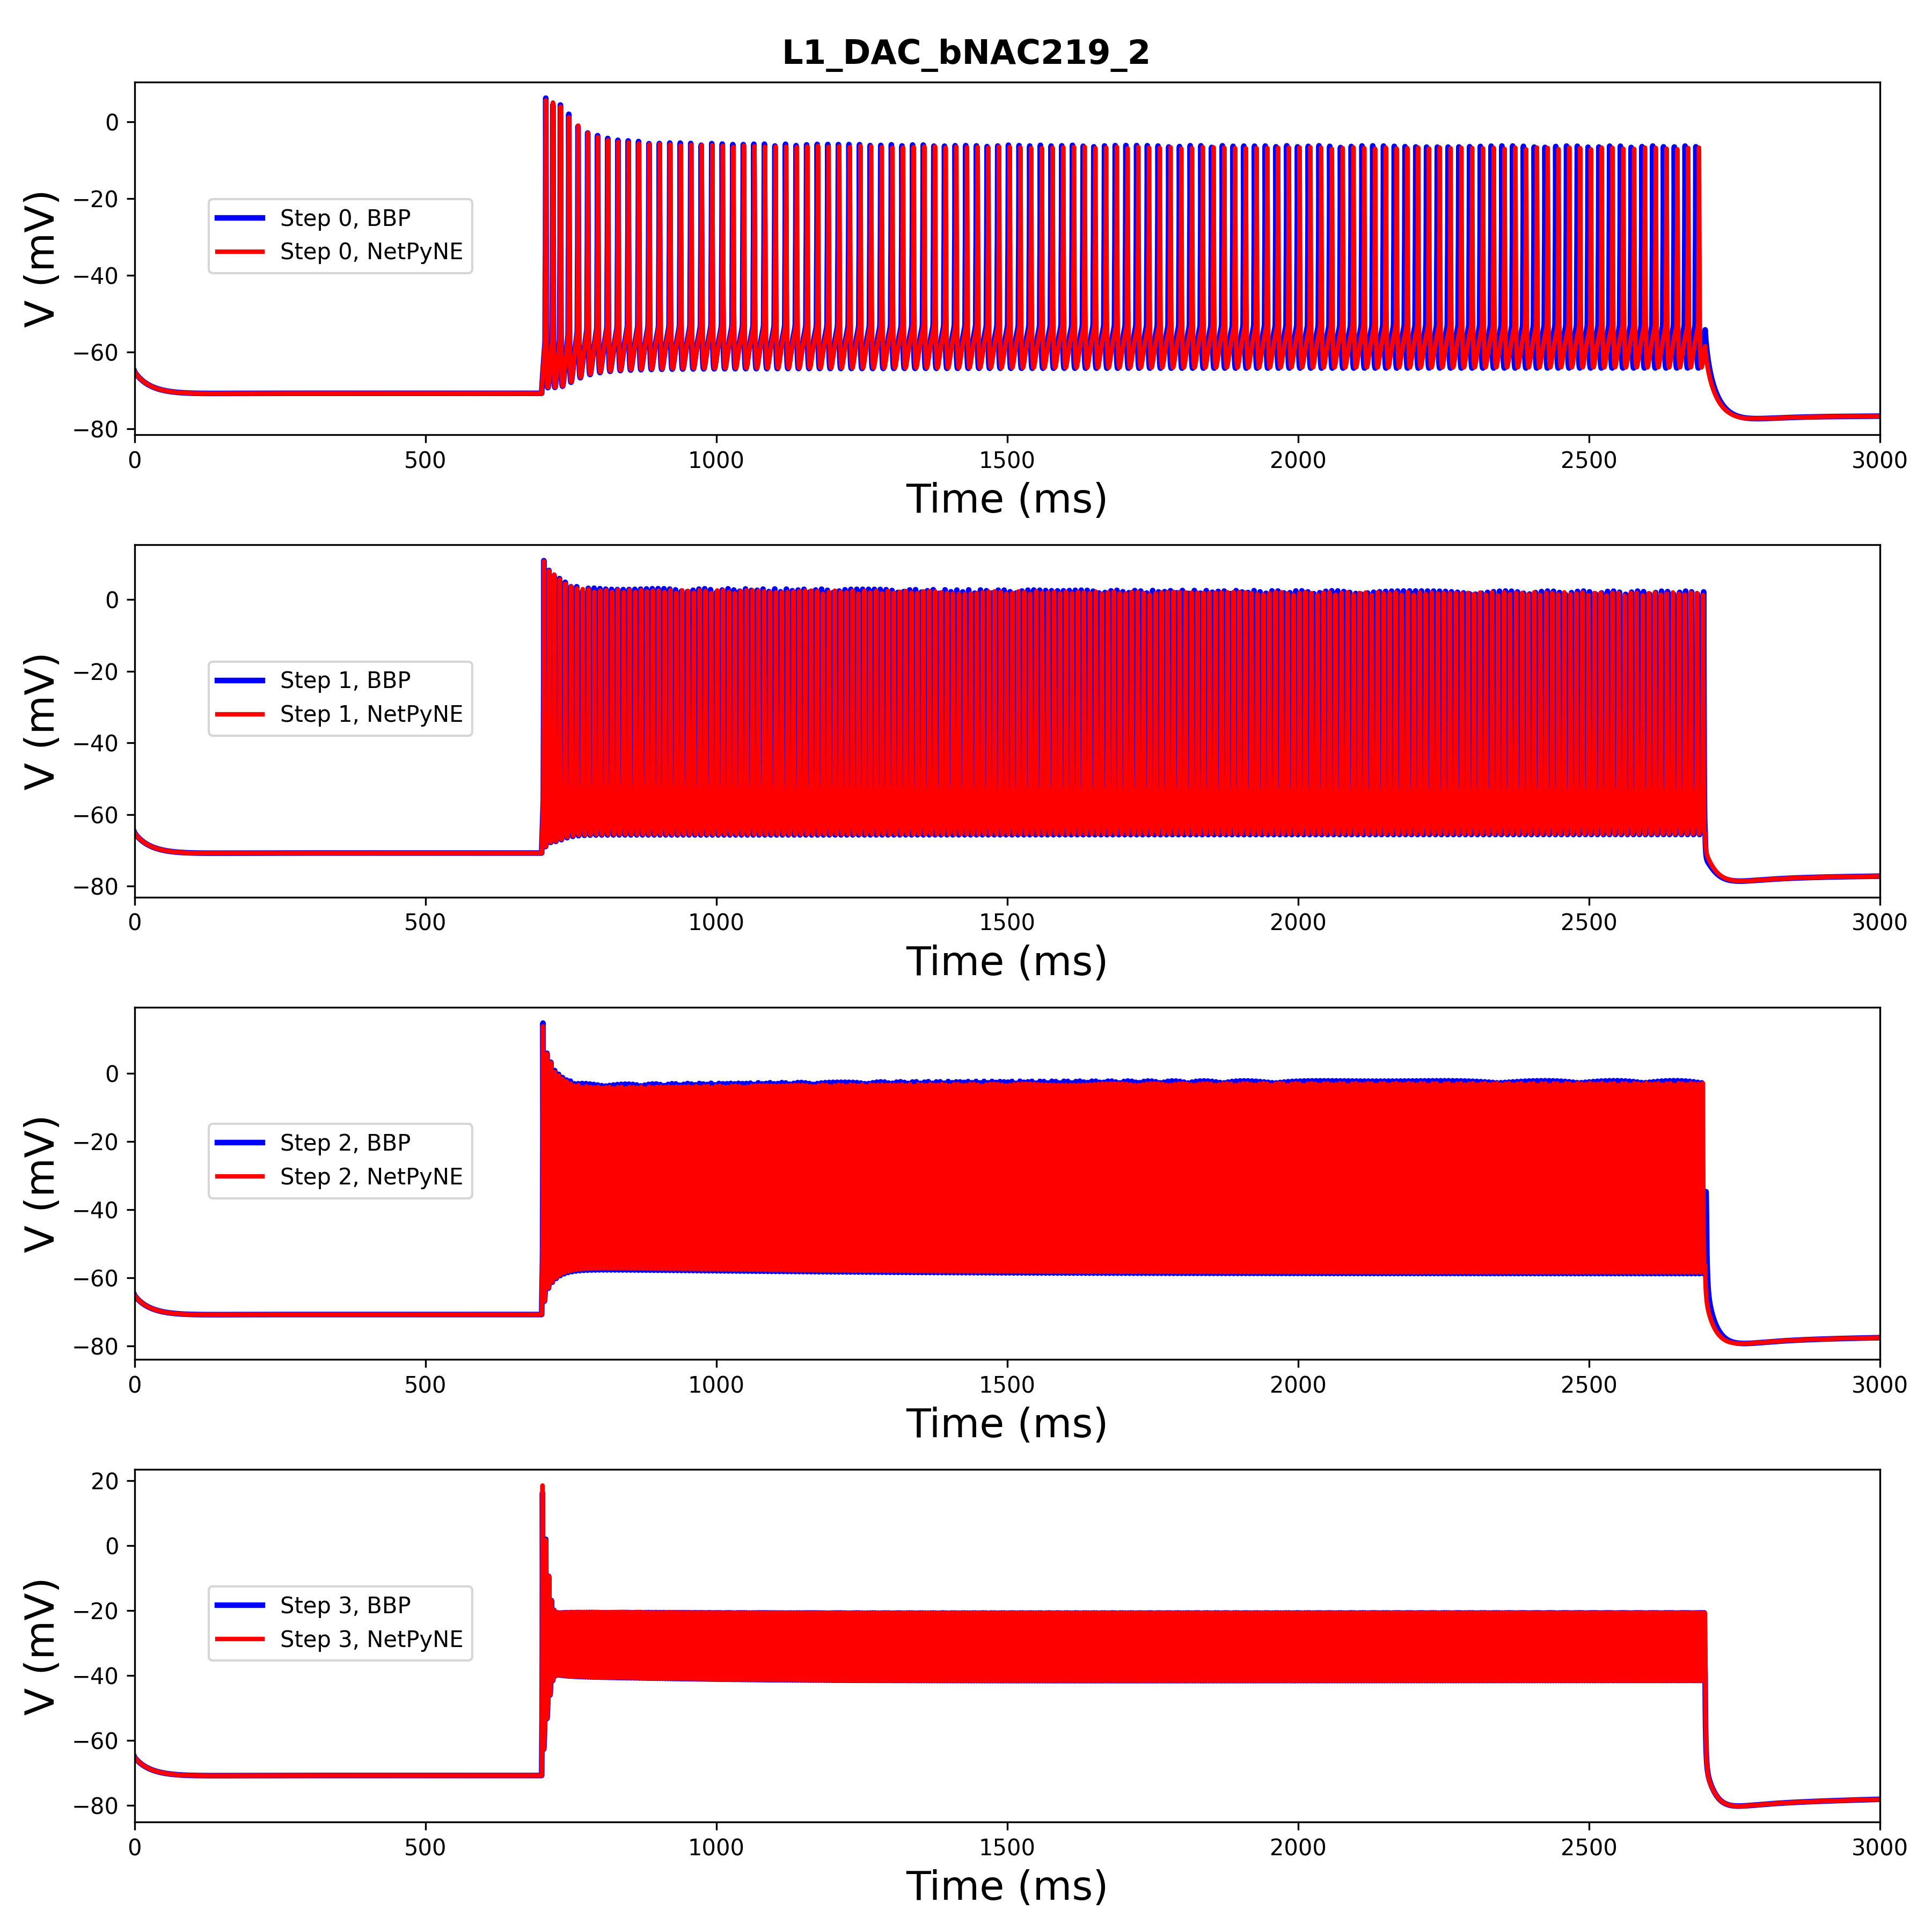 L1_DAC_bNAC219_2
V (mV)
0
−20
−40
−60
−80
Step 0, BBP
Step 0, NetPyNE
0 500 1000 1500 2000 2500 3000
Time (ms)
V (mV)
0
−20
−40
−60
−80
Step 1, BBP
Step 1, NetPyNE
0 500 1000 1500 2000 2500 3000
Time (ms)
V (mV)
0
−20
−40
−60
−80
Step 2, BBP
Step 2, NetPyNE
0 500 1000 1500 2000 2500 3000
Time (ms)
V (mV)
20
0
−20
−40
−60
−80
Step 3, BBP
Step 3, NetPyNE
0 500 1000 1500 2000 2500 3000
Time (ms)